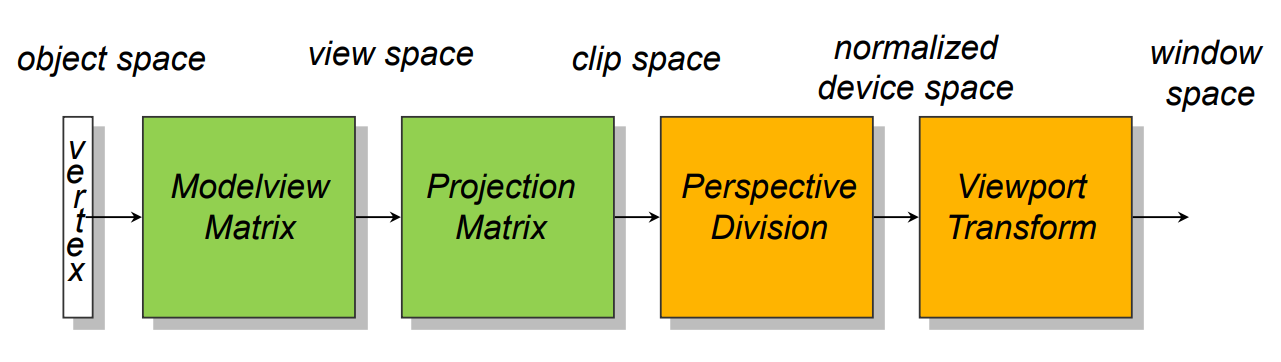 object space
view space
clip space
normalized
device space
window
space
vertex
Modelview
Matrix
Projection
Matrix
Perspective
Division
Viewport
Transform